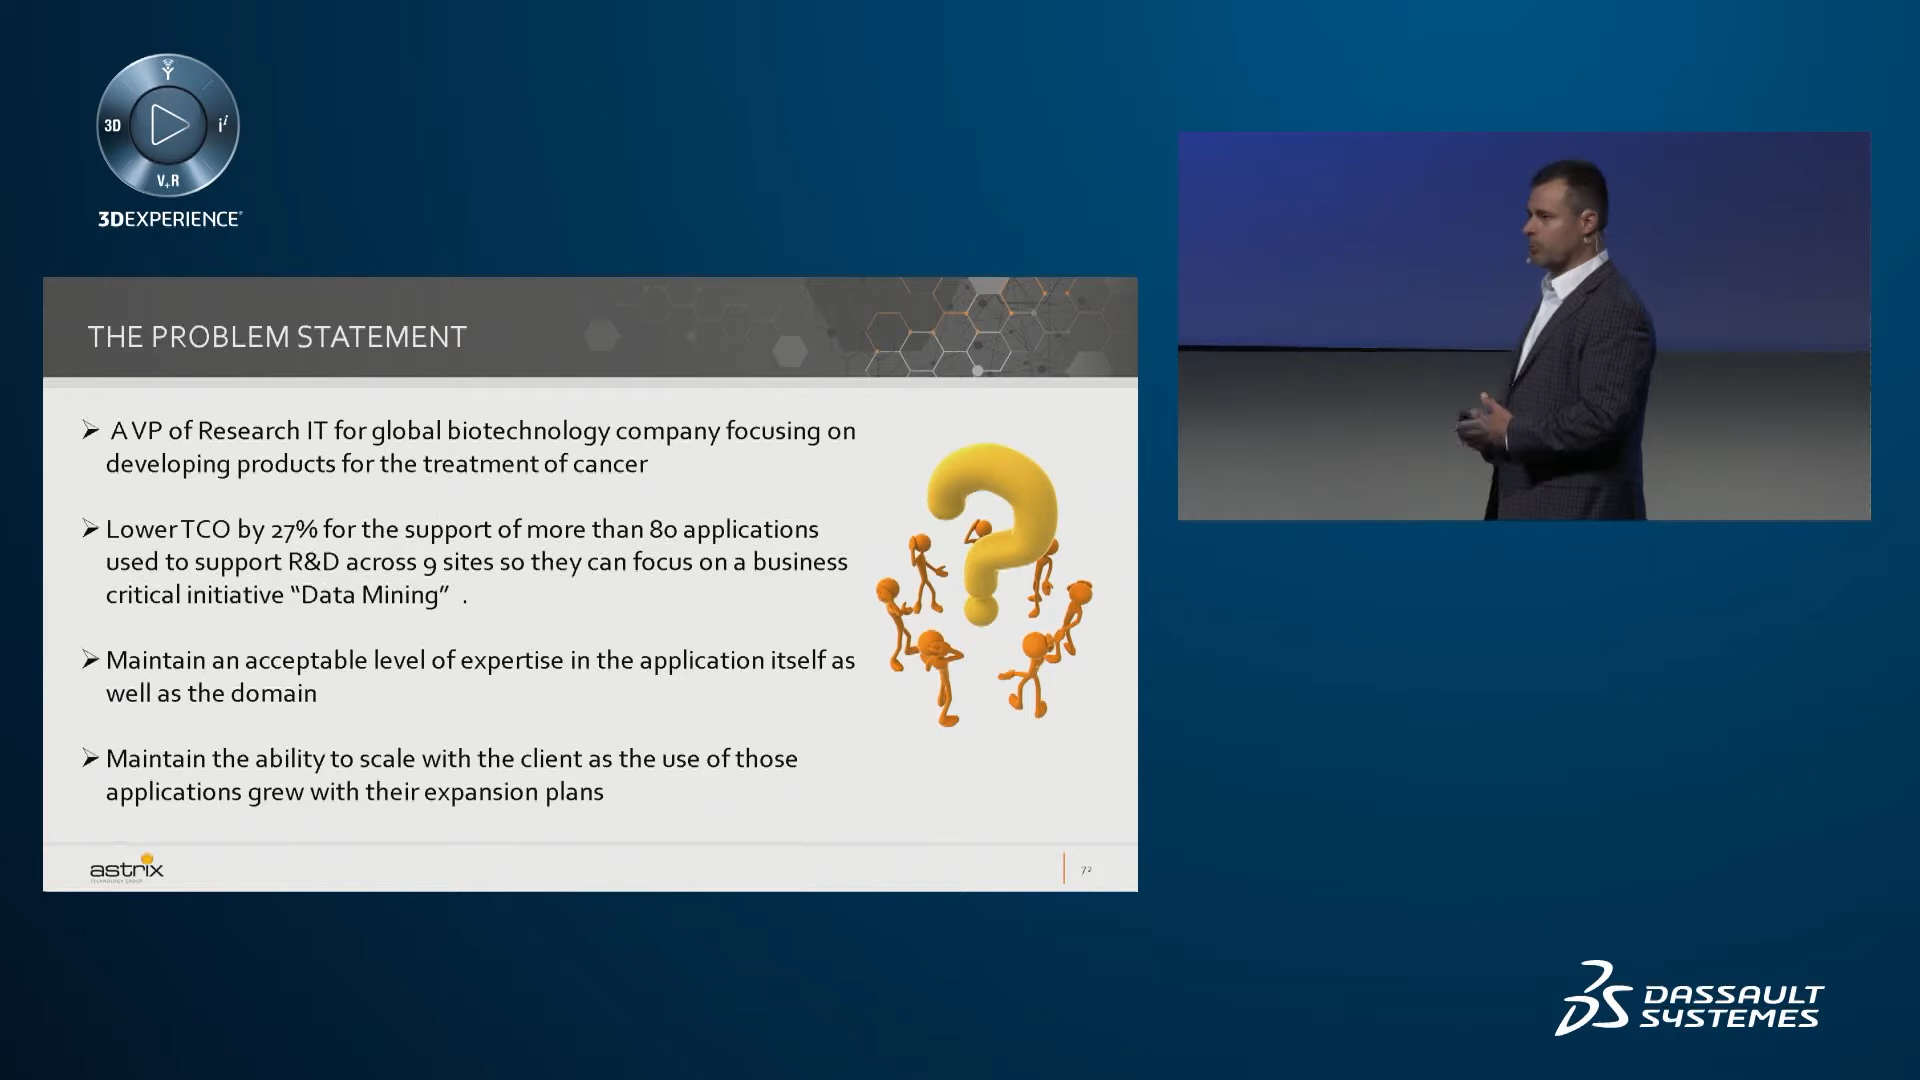 3D
i
V+R
3DEXPERIENCE
THE PROBLEM STATEMENT
A VP of Research IT for global biotechnology company focusing on
developing products for the treatment of cancer
Lower TCO by 27% for the support of more than 80 applications
used to support R&D across 9 sites so they can focus on a business
critical initiative “Data Mining” .
Maintain an acceptable level of expertise in the application itself as
well as the domain
Maintain the ability to scale with the client as the use of those
applications grew with their expansion plans
astrix
TECHNOLOGY GROUP
72
DASSAULT
SYSTEMES